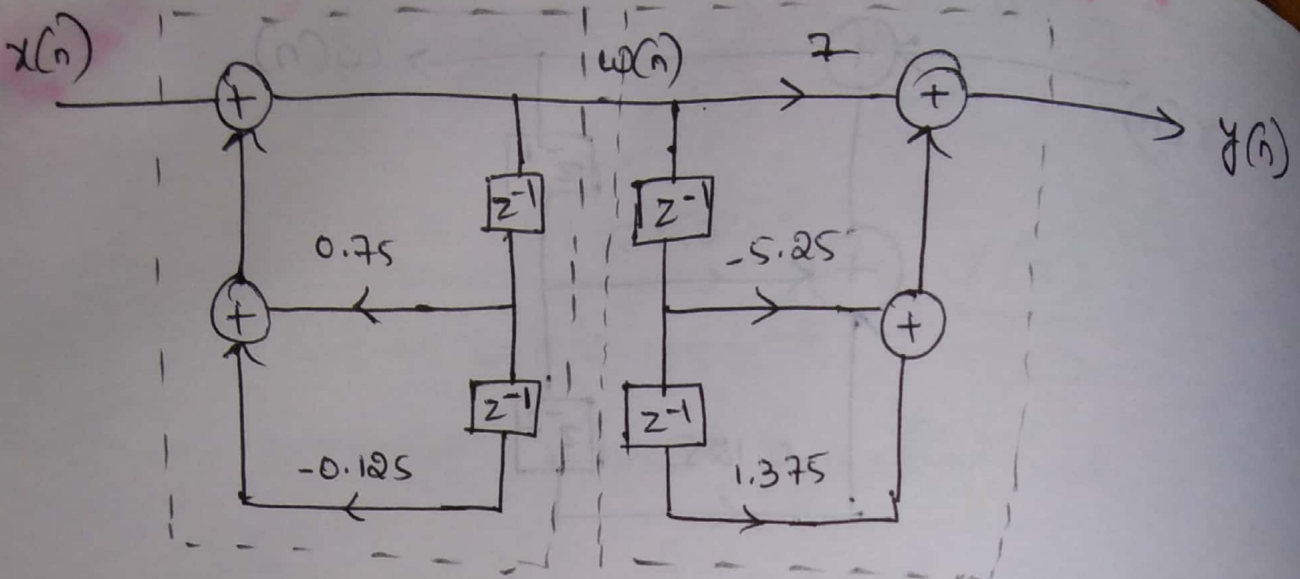 x(n)
ω(n)
7
+
+
y(n)
z⁻¹
z⁻¹
0.75
-5.25
+
+
z⁻¹
z⁻¹
-0.125
1.375